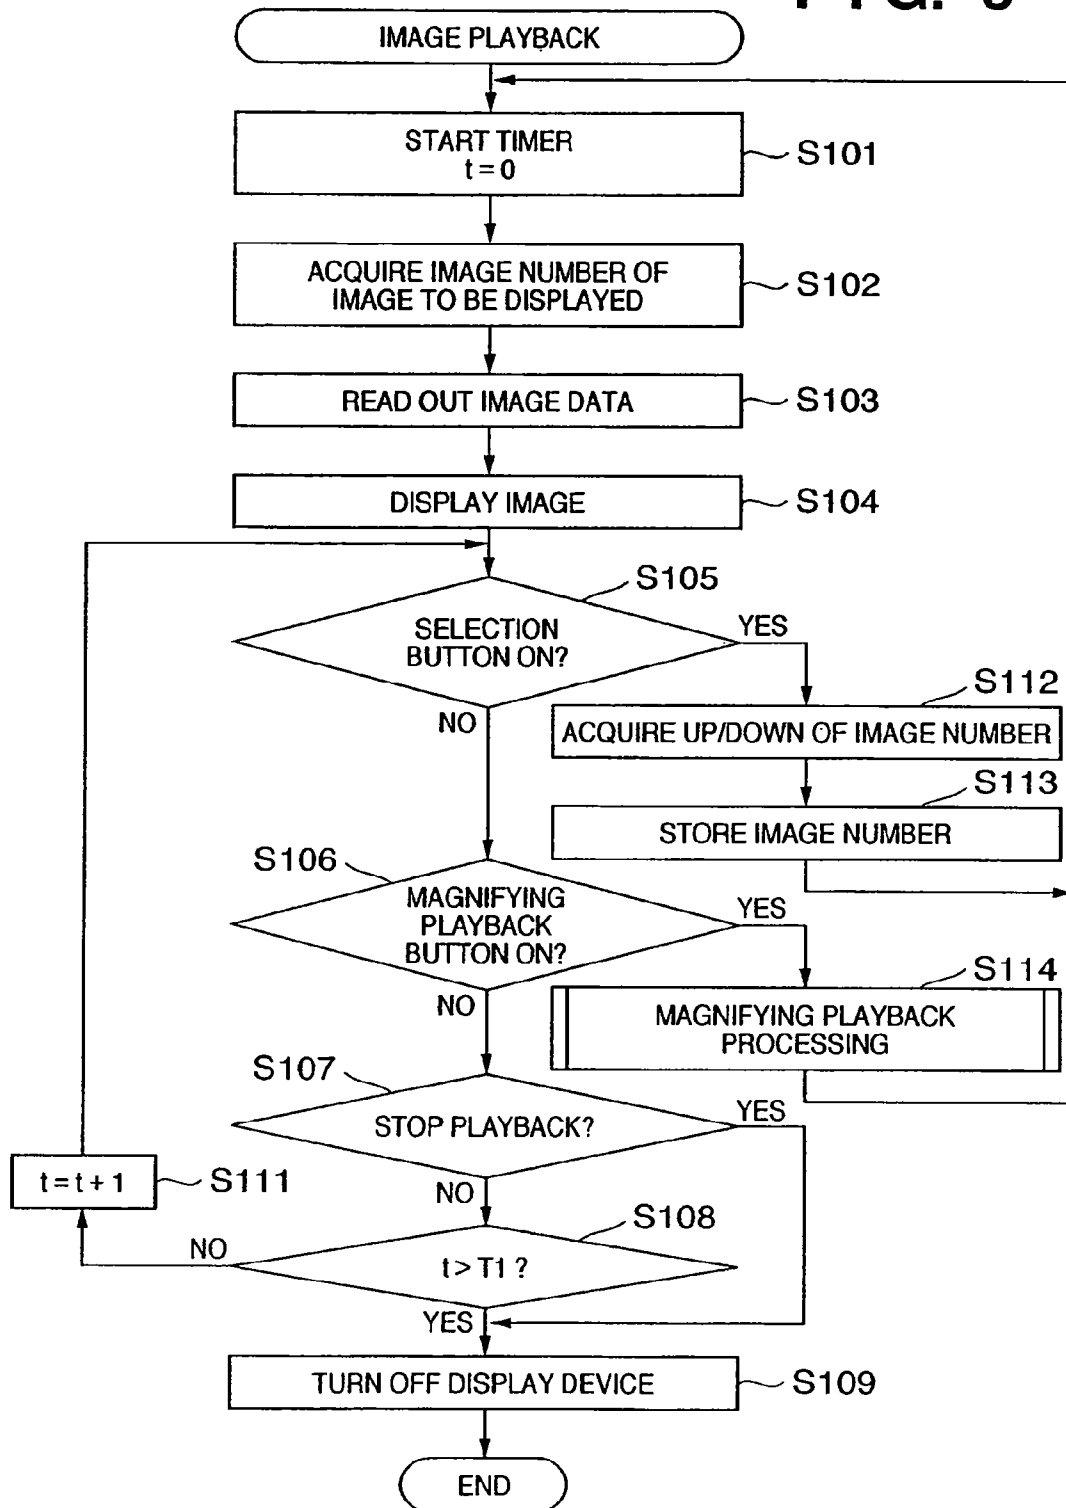 IMAGE PLAYBACK
START TIMER
t = 0
S101
ACQUIRE IMAGE NUMBER OF
IMAGE TO BE DISPLAYED
S102
READ OUT IMAGE DATA
S103
DISPLAY IMAGE
S104
S105
SELECTION
BUTTON ON?
YES
NO
S112
ACQUIRE UP/DOWN OF IMAGE NUMBER
S113
STORE IMAGE NUMBER
S106
MAGNIFYING
PLAYBACK
BUTTON ON?
YES
NO
S114
MAGNIFYING PLAYBACK
PROCESSING
S107
STOP PLAYBACK?
YES
NO
t = t + 1
S111
S108
t > T1 ?
NO
YES
TURN OFF DISPLAY DEVICE
S109
END